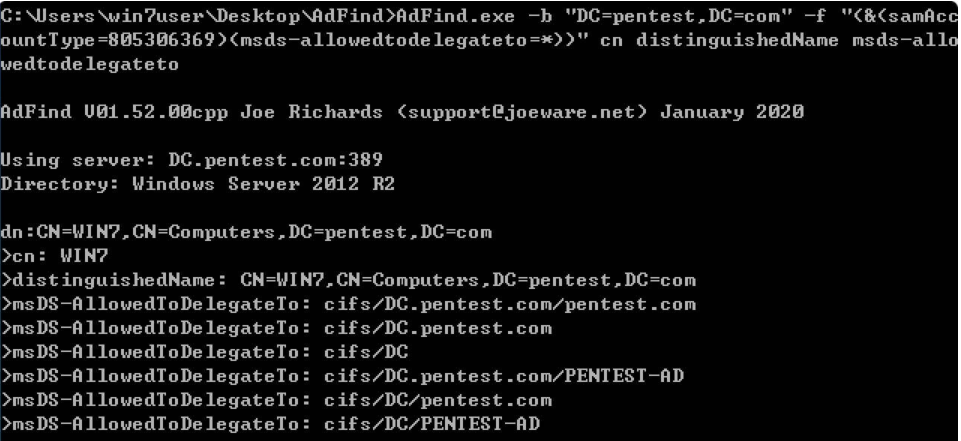 C:\Users\win7user\Desktop\AdFind>AdFind.exe -b "DC=pentest,DC=com" -f "(&(samAcc
ountType=805306369)(msds-allowedtodelegateto=*))" cn distinguishedName msds-allo
wedtodelegateto
AdFind V01.52.00cpp Joe Richards (support@joeware.net) January 2020
Using server: DC.pentest.com:389
Directory: Windows Server 2012 R2
dn:CN=WIN7,CN=Computers,DC=pentest,DC=com
>cn: WIN7
>distinguishedName: CN=WIN7,CN=Computers,DC=pentest,DC=com
>msDS-AllowedToDelegateTo: cifs/DC.pentest.com/pentest.com
>msDS-AllowedToDelegateTo: cifs/DC.pentest.com
>msDS-AllowedToDelegateTo: cifs/DC
>msDS-AllowedToDelegateTo: cifs/DC.pentest.com/PENTEST-AD
>msDS-AllowedToDelegateTo: cifs/DC/pentest.com
>msDS-AllowedToDelegateTo: cifs/DC/PENTEST-AD